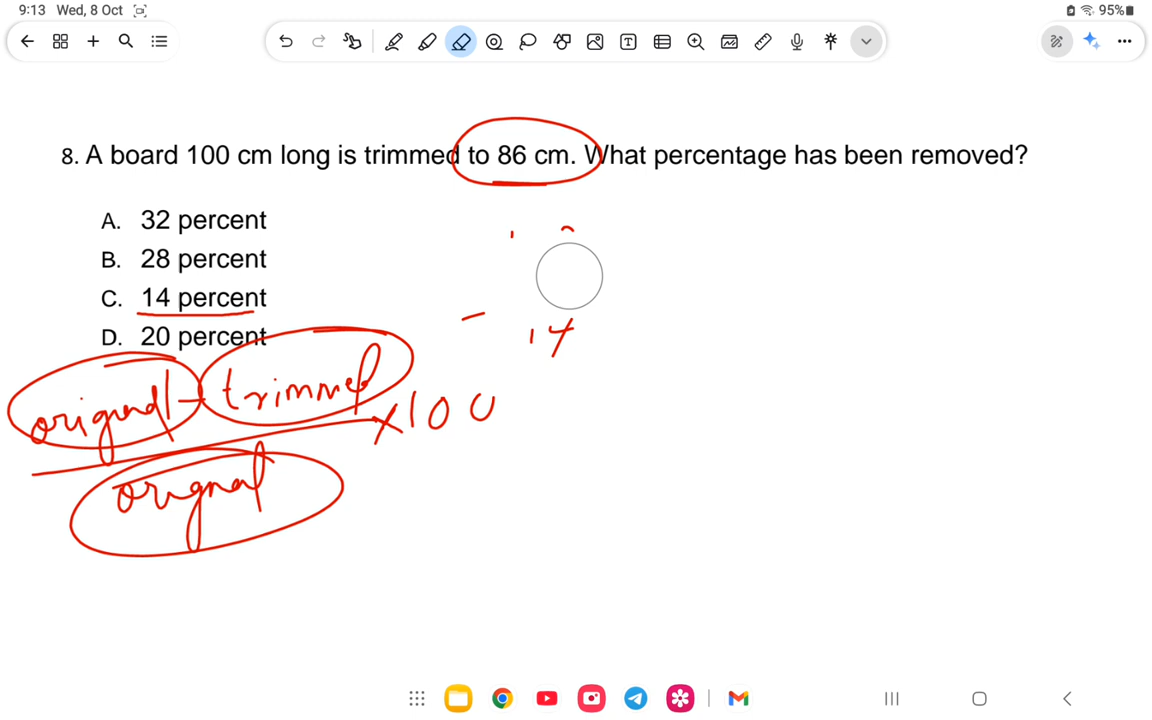 9:13 Wed, 8 Oct
95%
8. A board 100 cm long is trimmed to 86 cm. What percentage has been removed?
A. 32 percent
B. 28 percent
C. 14 percent
D. 20 percent
- 14
orignal - trimmed
×100
orignal